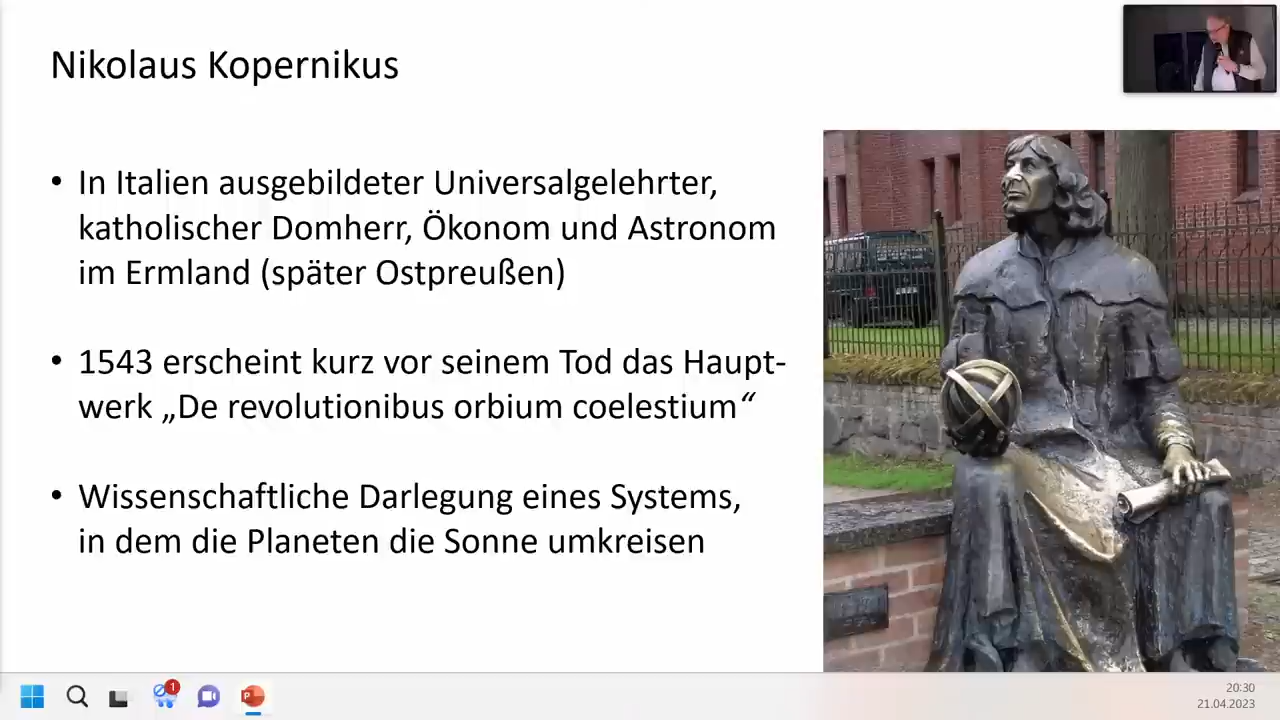 Nikolaus Kopernikus
• In Italien ausgebildeter Universalgelehrter,
katholischer Domherr, Ökonom und Astronom
im Ermland (später Ostpreußen)
• 1543 erscheint kurz vor seinem Tod das Haupt-
werk „De revolutionibus orbium coelestium“
• Wissenschaftliche Darlegung eines Systems,
in dem die Planeten die Sonne umkreisen
1
P
20:30
21.04.2023